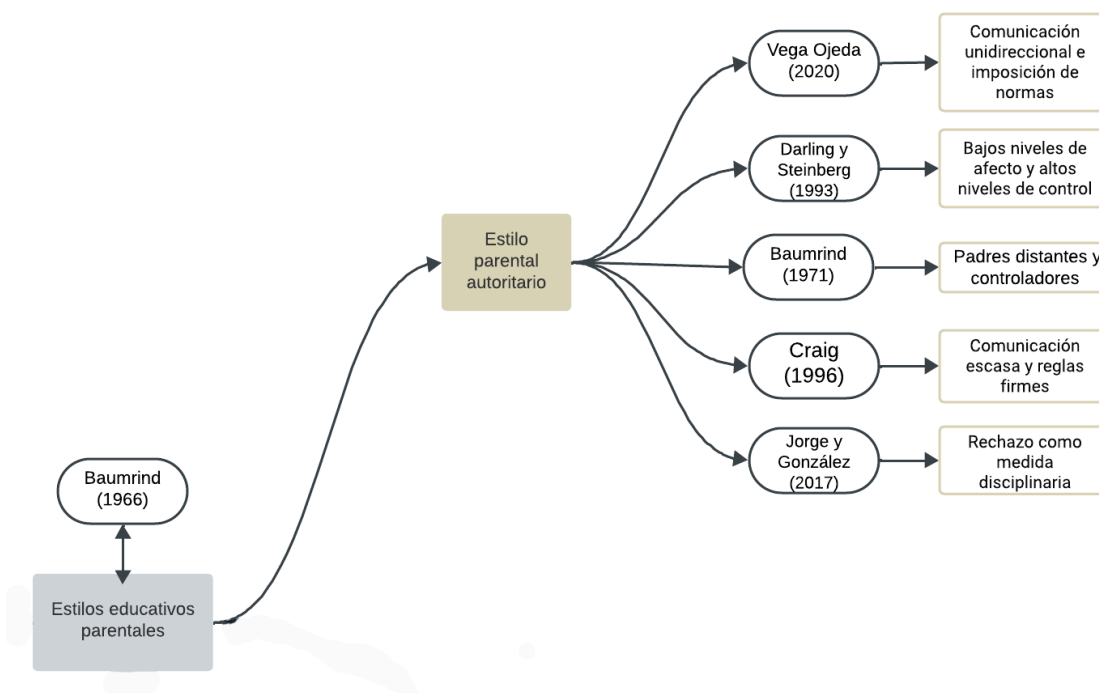 Vega Ojeda
(2020)
Comunicación
unidireccional e
imposición de
normas
Darling y
Steinberg
(1993)
Bajos niveles de
afecto y altos
niveles de control
Estilo
parental
autoritario
Baumrind
(1971)
Padres distantes y
controladores
Craig
(1996)
Comunicación
escasa y reglas
firmes
Jorge y
González
(2017)
Rechazo como
medida
disciplinaria
Baumrind
(1966)
Estilos educativos
parentales